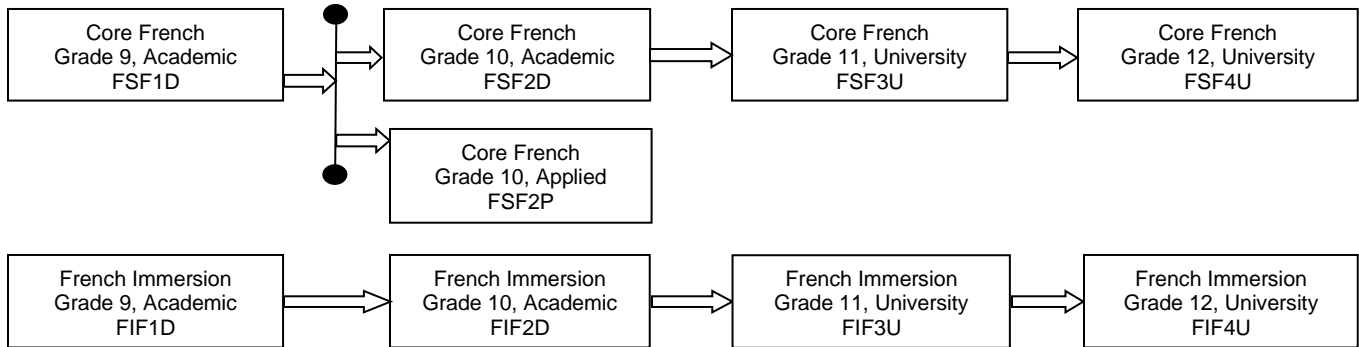 Core French
Grade 9, Academic
FSF1D
Core French
Grade 10, Academic
FSF2D
Core French
Grade 11, University
FSF3U
Core French
Grade 12, University
FSF4U
Core French
Grade 10, Applied
FSF2P
French Immersion
Grade 9, Academic
FIF1D
French Immersion
Grade 10, Academic
FIF2D
French Immersion
Grade 11, University
FIF3U
French Immersion
Grade 12, University
FIF4U